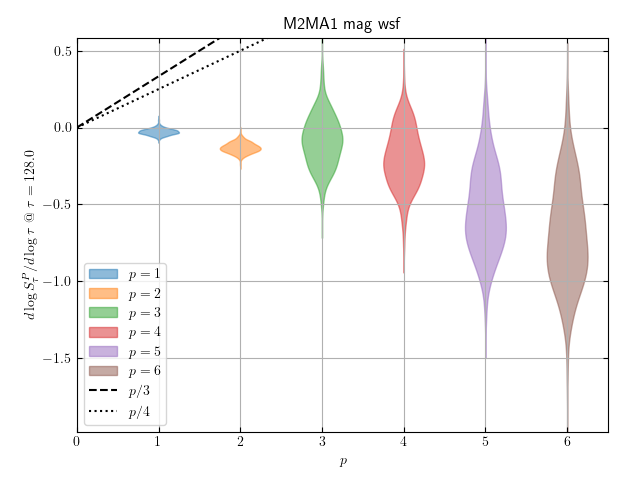 M2MA1 mag wsf
d log S_τ^P / d log τ @ τ = 128.0
0.5
0.0
−0.5
−1.0
−1.5
p = 1
p = 2
p = 3
p = 4
p = 5
p = 6
p/3
p/4
0 1 2 3 4 5 6
p